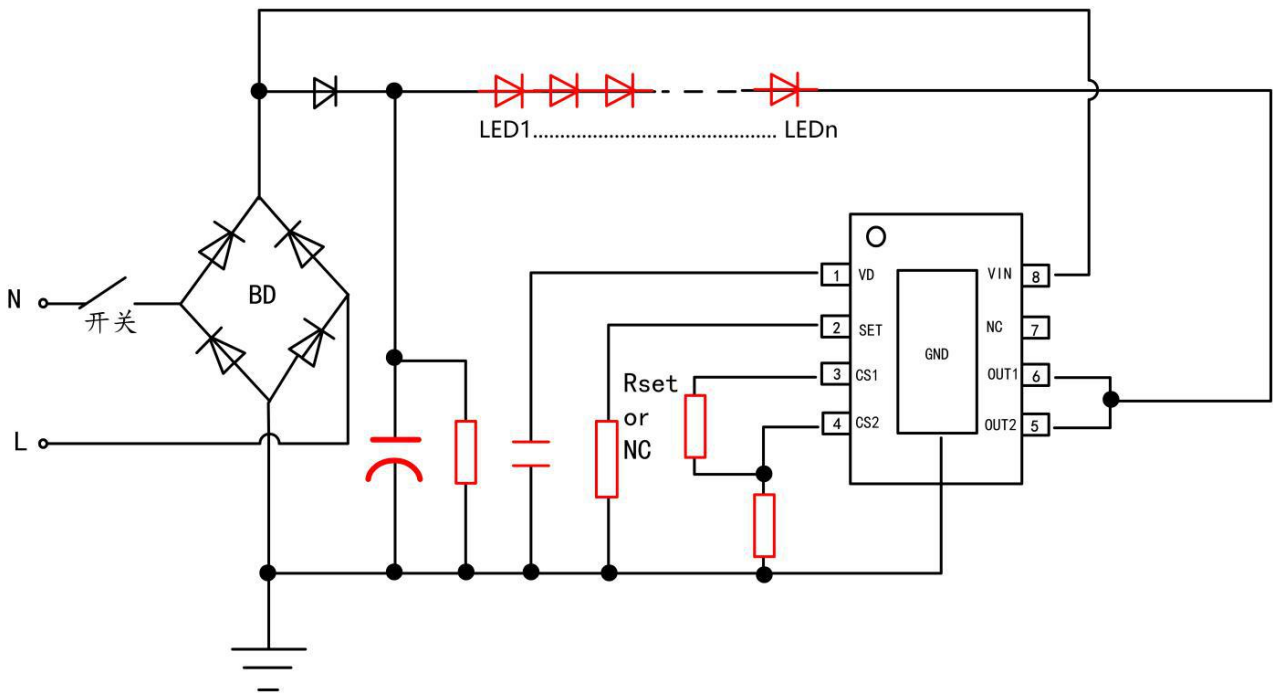 LED1............................................ LEDn
N
开关
BD
L
1 VD
2 SET
3 CS1
4 CS2
VIN 8
NC 7
OUT1 6
OUT2 5
GND
Rset
or
NC